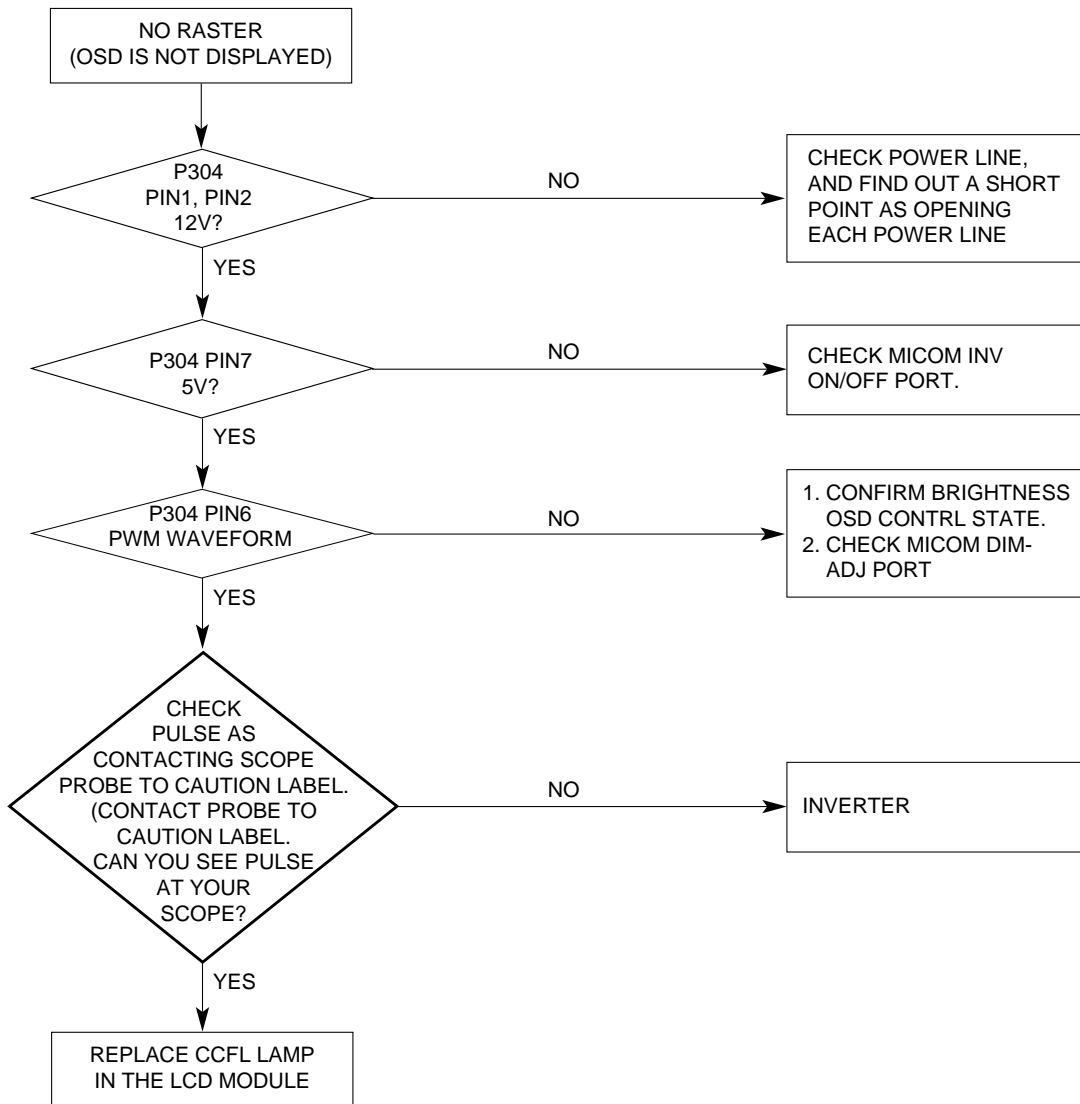 NO RASTER
(OSD IS NOT DISPLAYED)
P304
PIN1, PIN2
12V?
NO
CHECK POWER LINE,
AND FIND OUT A SHORT
POINT AS OPENING
EACH POWER LINE
YES
P304 PIN7
5V?
NO
CHECK MICOM INV
ON/OFF PORT.
YES
P304 PIN6
PWM WAVEFORM
NO
1. CONFIRM BRIGHTNESS
OSD CONTRL STATE.
2. CHECK MICOM DIM-
ADJ PORT
YES
CHECK
PULSE AS
CONTACTING SCOPE
PROBE TO CAUTION LABEL.
(CONTACT PROBE TO
CAUTION LABEL.
CAN YOU SEE PULSE
AT YOUR
SCOPE?
NO
INVERTER
YES
REPLACE CCFL LAMP
IN THE LCD MODULE